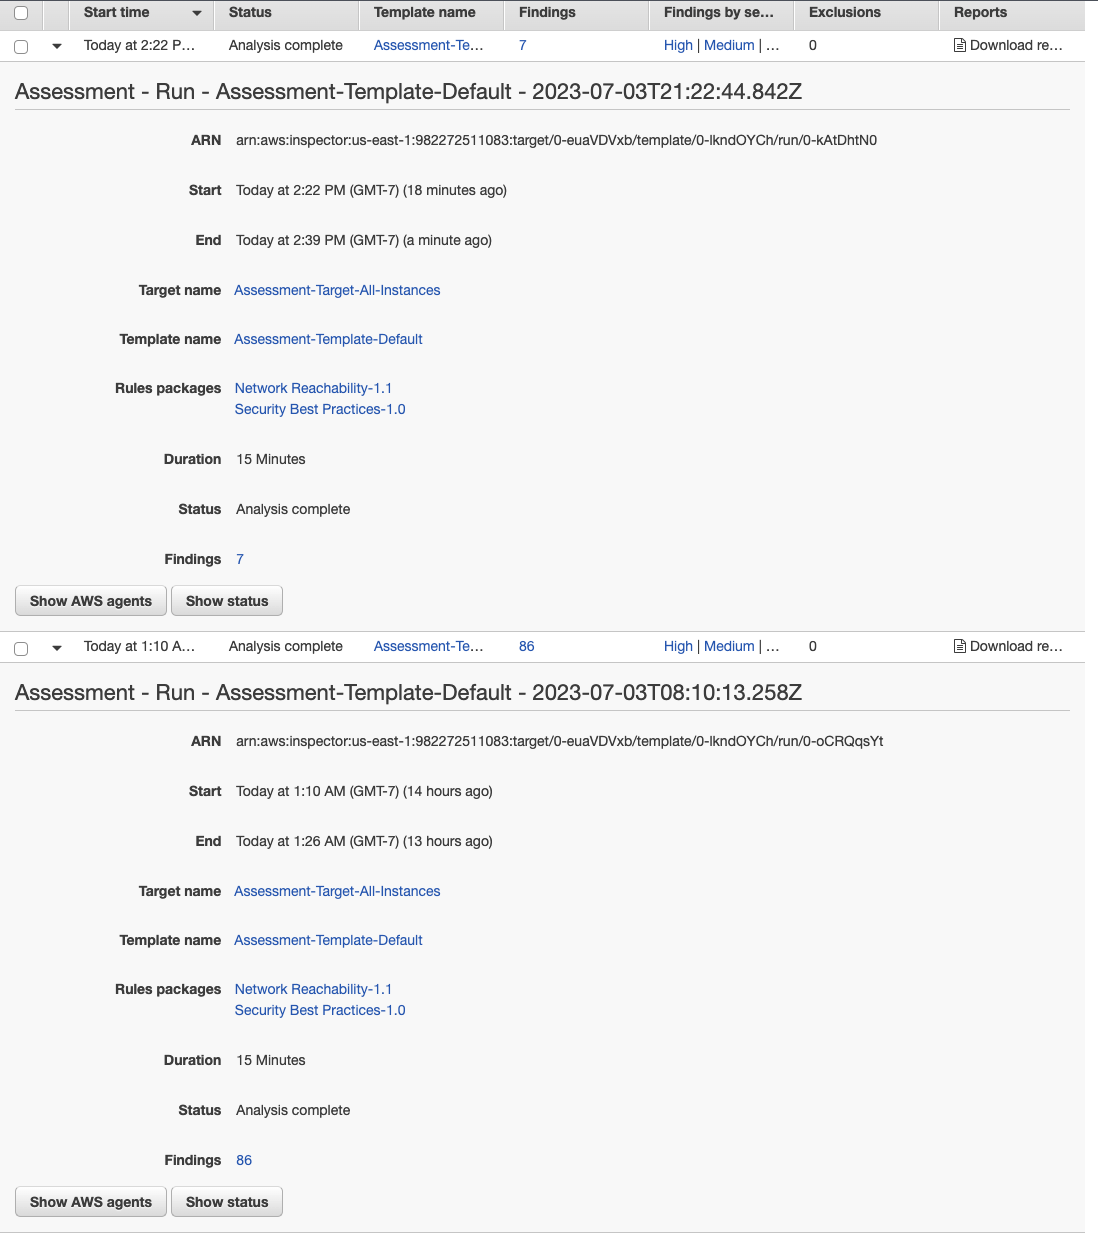 Start time Status Template name Findings Findings by se... Exclusions Reports
Today at 2:22 P... Analysis complete Assessment-Te... 7 High | Medium | ... 0 Download re...
Assessment - Run - Assessment-Template-Default - 2023-07-03T21:22:44.842Z
ARN arn:aws:inspector:us-east-1:982272511083:target/0-euaVDVxb/template/0-lkndOYCh/run/0-kAtDhtN0
Start Today at 2:22 PM (GMT-7) (18 minutes ago)
End Today at 2:39 PM (GMT-7) (a minute ago)
Target name Assessment-Target-All-Instances
Template name Assessment-Template-Default
Rules packages Network Reachability-1.1
Security Best Practices-1.0
Duration 15 Minutes
Status Analysis complete
Findings 7
Show AWS agents Show status
Today at 1:10 A... Analysis complete Assessment-Te... 86 High | Medium | ... 0 Download re...
Assessment - Run - Assessment-Template-Default - 2023-07-03T08:10:13.258Z
ARN arn:aws:inspector:us-east-1:982272511083:target/0-euaVDVxb/template/0-lkndOYCh/run/0-oCRQqsYt
Start Today at 1:10 AM (GMT-7) (14 hours ago)
End Today at 1:26 AM (GMT-7) (13 hours ago)
Target name Assessment-Target-All-Instances
Template name Assessment-Template-Default
Rules packages Network Reachability-1.1
Security Best Practices-1.0
Duration 15 Minutes
Status Analysis complete
Findings 86
Show AWS agents Show status